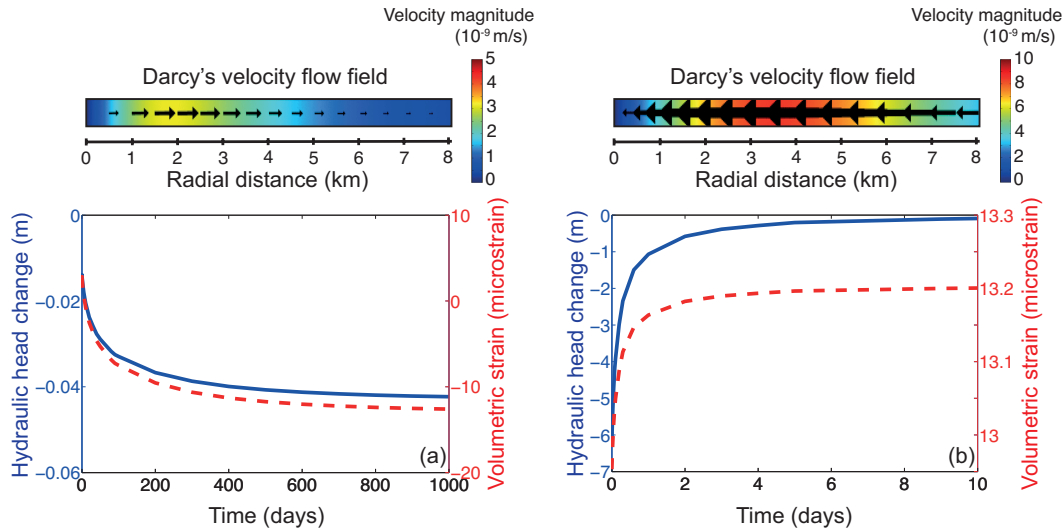 Velocity magnitude
(10⁻⁹ m/s)
5
4
3
2
1
0
Darcy's velocity flow field
0 1 2 3 4 5 6 7 8
Radial distance (km)
Hydraulic head change (m)
0
−0.02
−0.04
−0.06
Volumetric strain (microstrain)
10
0
−10
−20
(a)
0 200 400 600 800 1000
Time (days)
Velocity magnitude
(10⁻⁹ m/s)
10
8
6
4
2
0
Darcy's velocity flow field
0 1 2 3 4 5 6 7 8
Radial distance (km)
Hydraulic head change (m)
0
−1
−2
−3
−4
−5
−6
−7
Volumetric strain (microstrain)
13.3
13.2
13.1
13
(b)
0 2 4 6 8 10
Time (days)